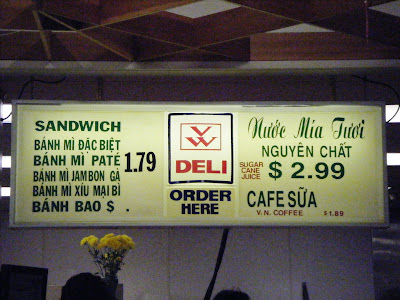 SANDWICH
BÁNH MÌ ĐẶC BIỆT
BÁNH MÌ PATÉ
BÁNH MÌ JAMBON GÀ
BÁNH MÌ XÍU MẠI BÌ
BÁNH BAO $ .
1.79
VW
DELI
ORDER
HERE
Nước Mía Tươi
NGUYÊN CHẤT
SUGAR
CANE
JUICE
$ 2.99
CAFE SỮA
V.N. COFFEE $1.89